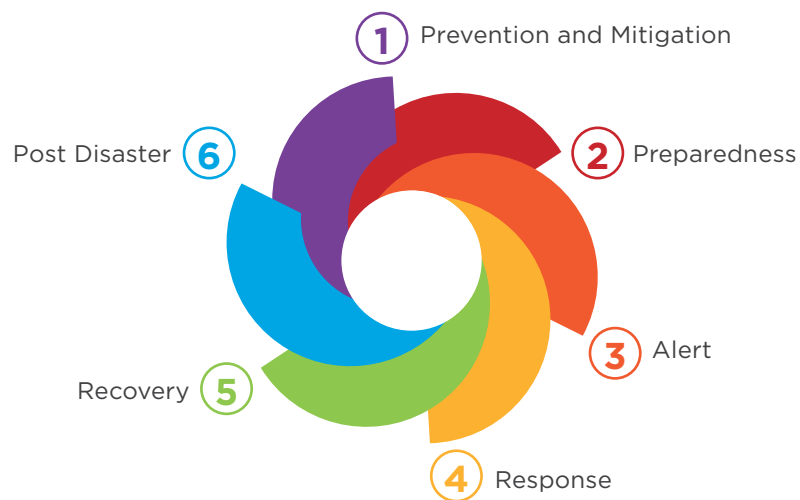 1 Prevention and Mitigation
2 Preparedness
3 Alert
4 Response
Recovery 5
Post Disaster 6